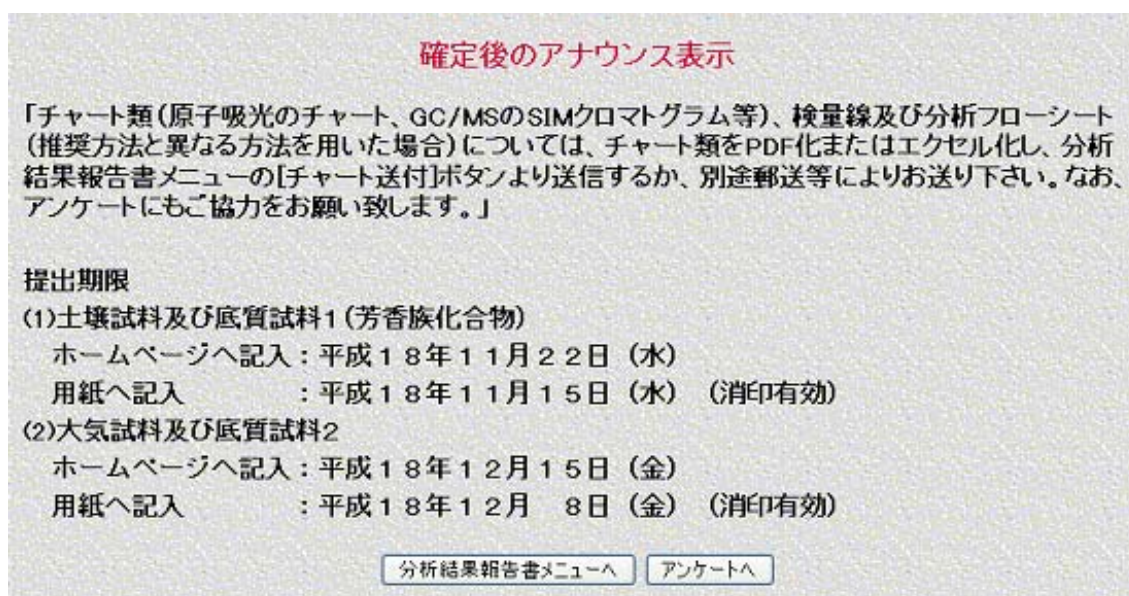 確定後のアナウンス表示
「チャート類(原子吸光のチャート、GC/MSのSIMクロマトグラム等)、検量線及び分析フローシート
(推奨方法と異なる方法を用いた場合)については、チャート類をPDF化またはエクセル化し、分析
結果報告書メニューの[チャート送付]ボタンより送信するか、別途郵送等によりお送り下さい。なお、
アンケートにもご協力をお願い致します。」
提出期限
(1)土壌試料及び底質試料1(芳香族化合物)
ホームページへ記入:平成18年11月22日(水)
用紙へ記入 :平成18年11月15日(水) (消印有効)
(2)大気試料及び底質試料2
ホームページへ記入:平成18年12月15日(金)
用紙へ記入 :平成18年12月 8日(金) (消印有効)
分析結果報告書メニューへ アンケートへ